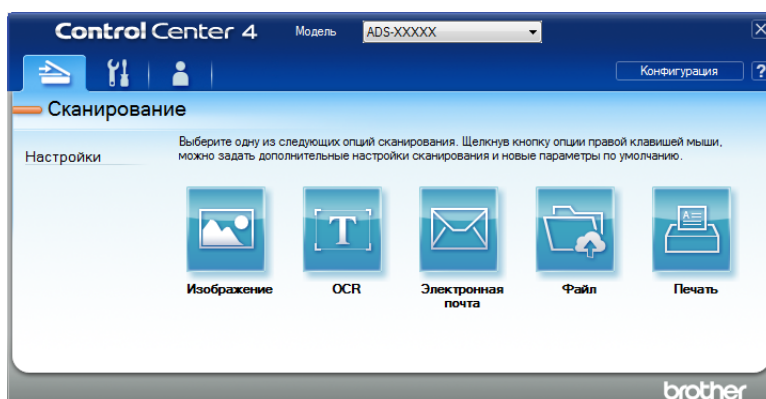 Control Center 4 Модель ADS-XXXXX
Конфигурация ?
Сканирование
Выберите одну из следующих опций сканирования. Щелкнув кнопку опции правой клавишей мыши,
можно задать дополнительные настройки сканирования и новые параметры по умолчанию.
Настройки
T A
Изображение OCR Электронная почта Файл Печать
brother